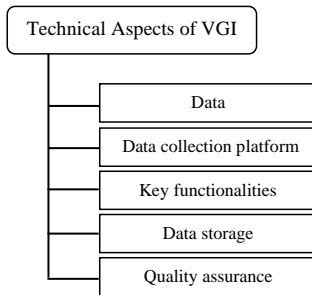 Technical Aspects of VGI
Data
Data collection platform
Key functionalities
Data storage
Quality assurance